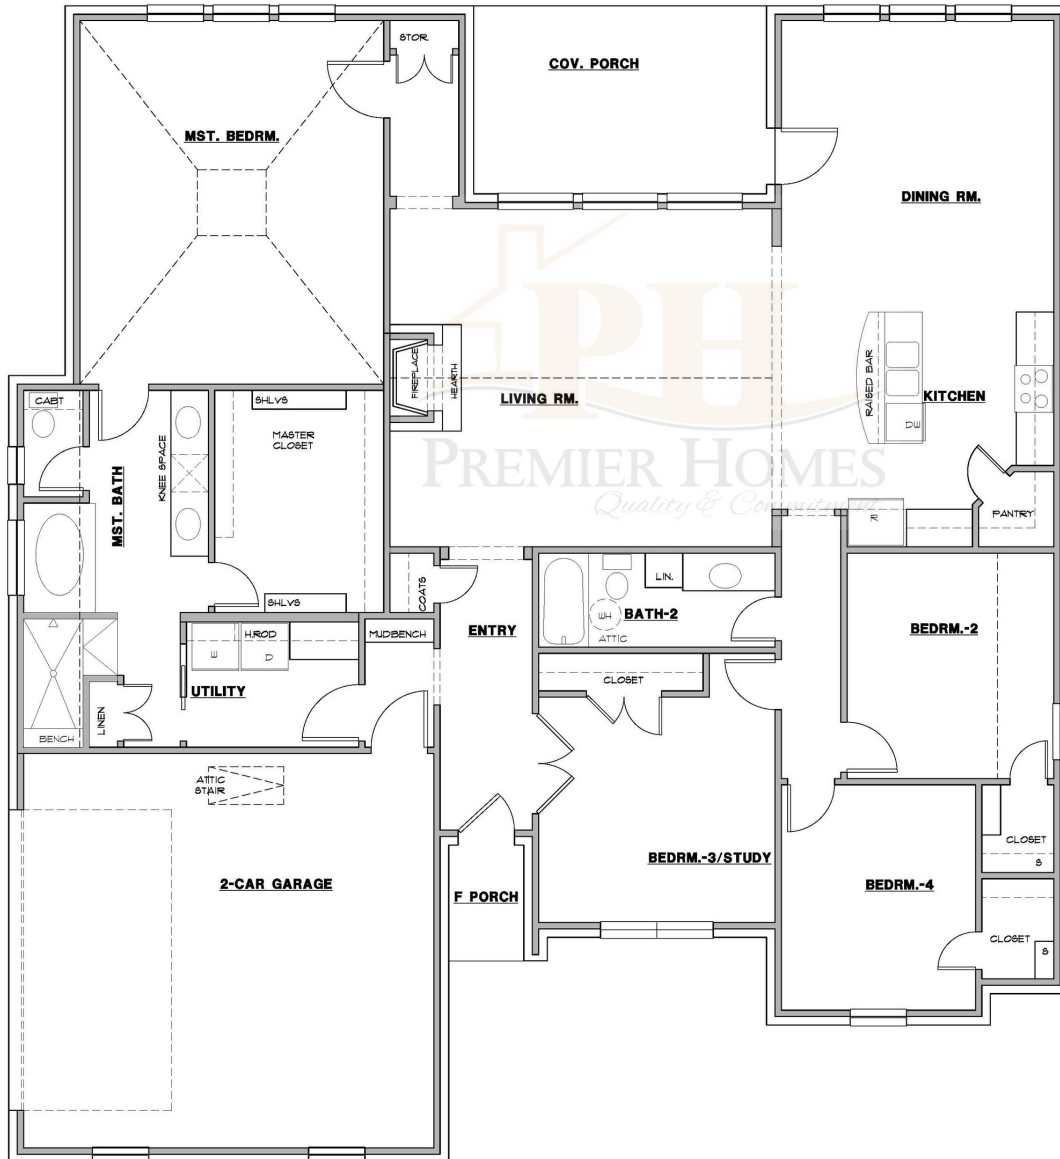 STOR
COV. PORCH
MST. BEDRM.
DINING RM.
FIREPLACE
HEARTH
LIVING RM.
RAISED BAR
KITCHEN
DW
PH
PREMIER HOMES
Quality & Commitment
CABT
SHLVS
MASTER
CLOSET
KNEE SPACE
MST. BATH
R
PANTRY
SHLVS
COATS
LIN.
BATH-2
WH
ATTIC
BEDRM.-2
ENTRY
MUDBENCH
H.ROD
W
D
UTILITY
CLOSET
LINEN
BENCH
ATTIC
STAIR
2-CAR GARAGE
F PORCH
BEDRM.-3/STUDY
BEDRM.-4
CLOSET
S
CLOSET
S